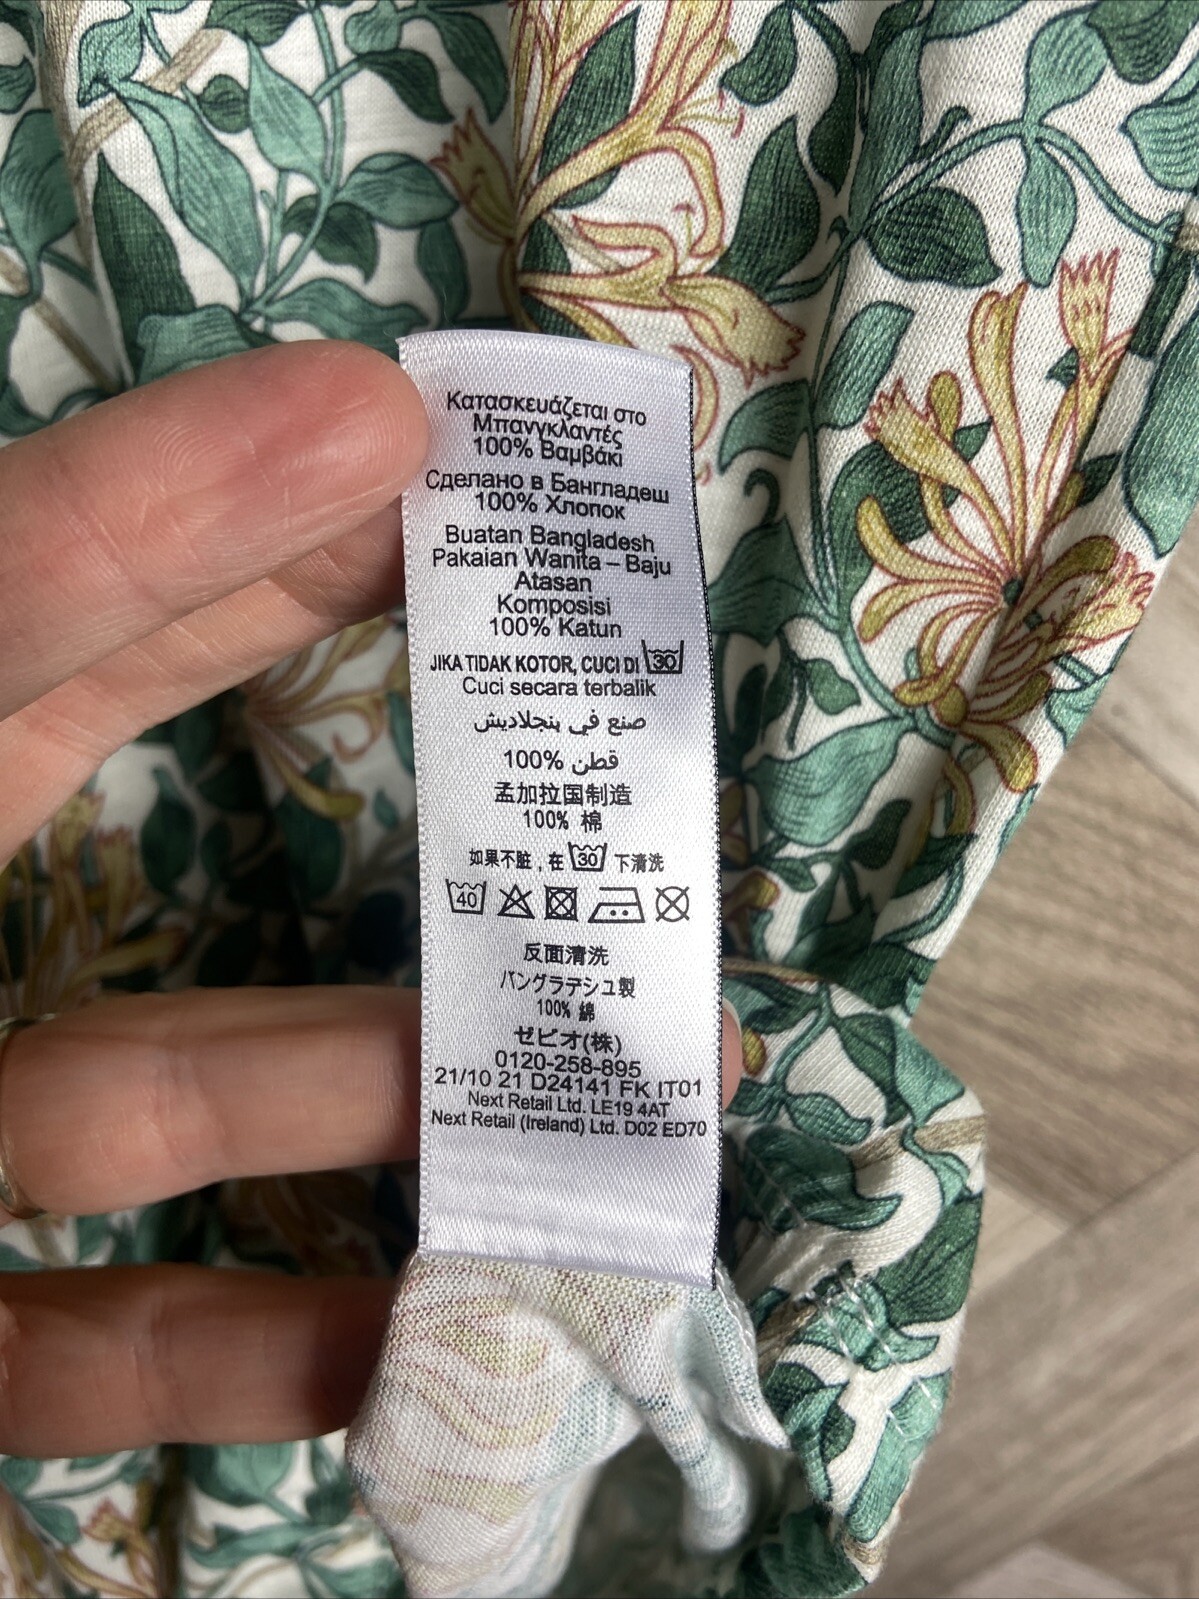 Κατασκευάζεται στο
Μπανγκλαντές
100% Βαμβάκι
Сделано в Бангладеш
100% Хлопок
Buatan Bangladesh
Pakaian Wanita – Baju
Atasan
Komposisi
100% Katun
JIKA TIDAK KOTOR, CUCI DI 30
Cuci secara terbalik
صنع في بنجلاديش
100% قطن
孟加拉国制造
100% 棉
如果不脏，在 30 下清洗
40
反面清洗
バングラデシュ製
100% 綿
ゼビオ(株)
0120-258-895
21/10 21 D24141 FK IT01
Next Retail Ltd. LE19 4AT
Next Retail (Ireland) Ltd. D02 ED70